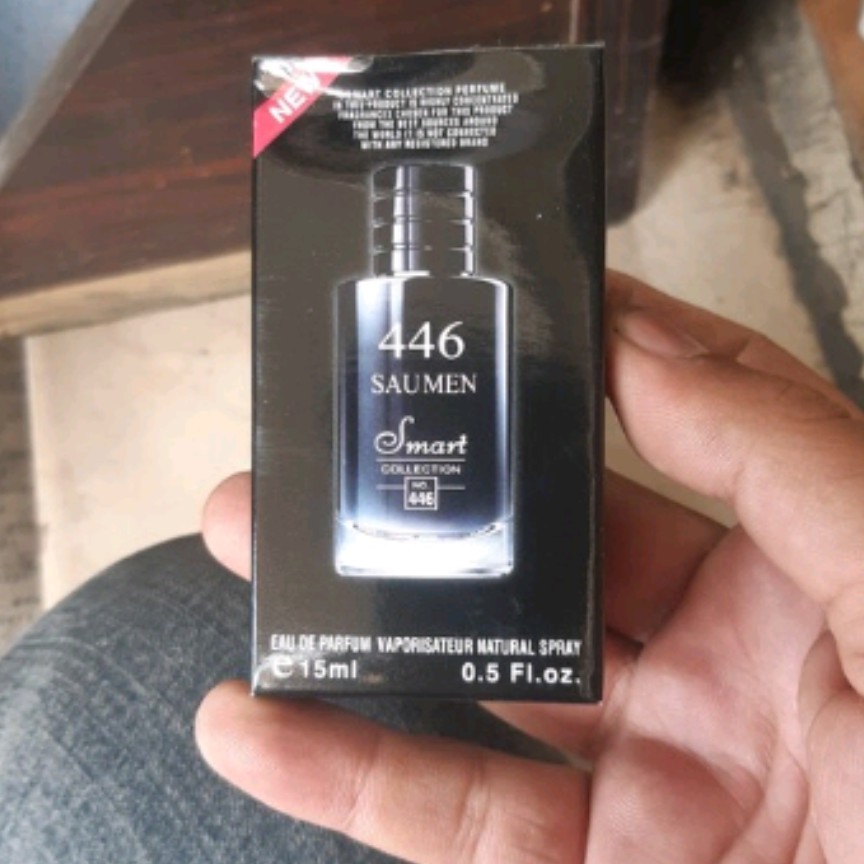 NEW
SMART COLLECTION PERFUME
IN THIS PRODUCT IS HIGHLY CONCENTRATED
FRAGRANCES CHOSEN FOR THIS PRODUCT
FROM THE BEST SOURCES AROUND
THE WORLD IT IS NOT CONNECTED
WITH ANY REGISTERED BRAND
446
SAUMEN
Smart
COLLECTION
NO.
446
EAU DE PARFUM VAPORISATEUR NATURAL SPRAY
e 15ml 0.5 Fl.oz.